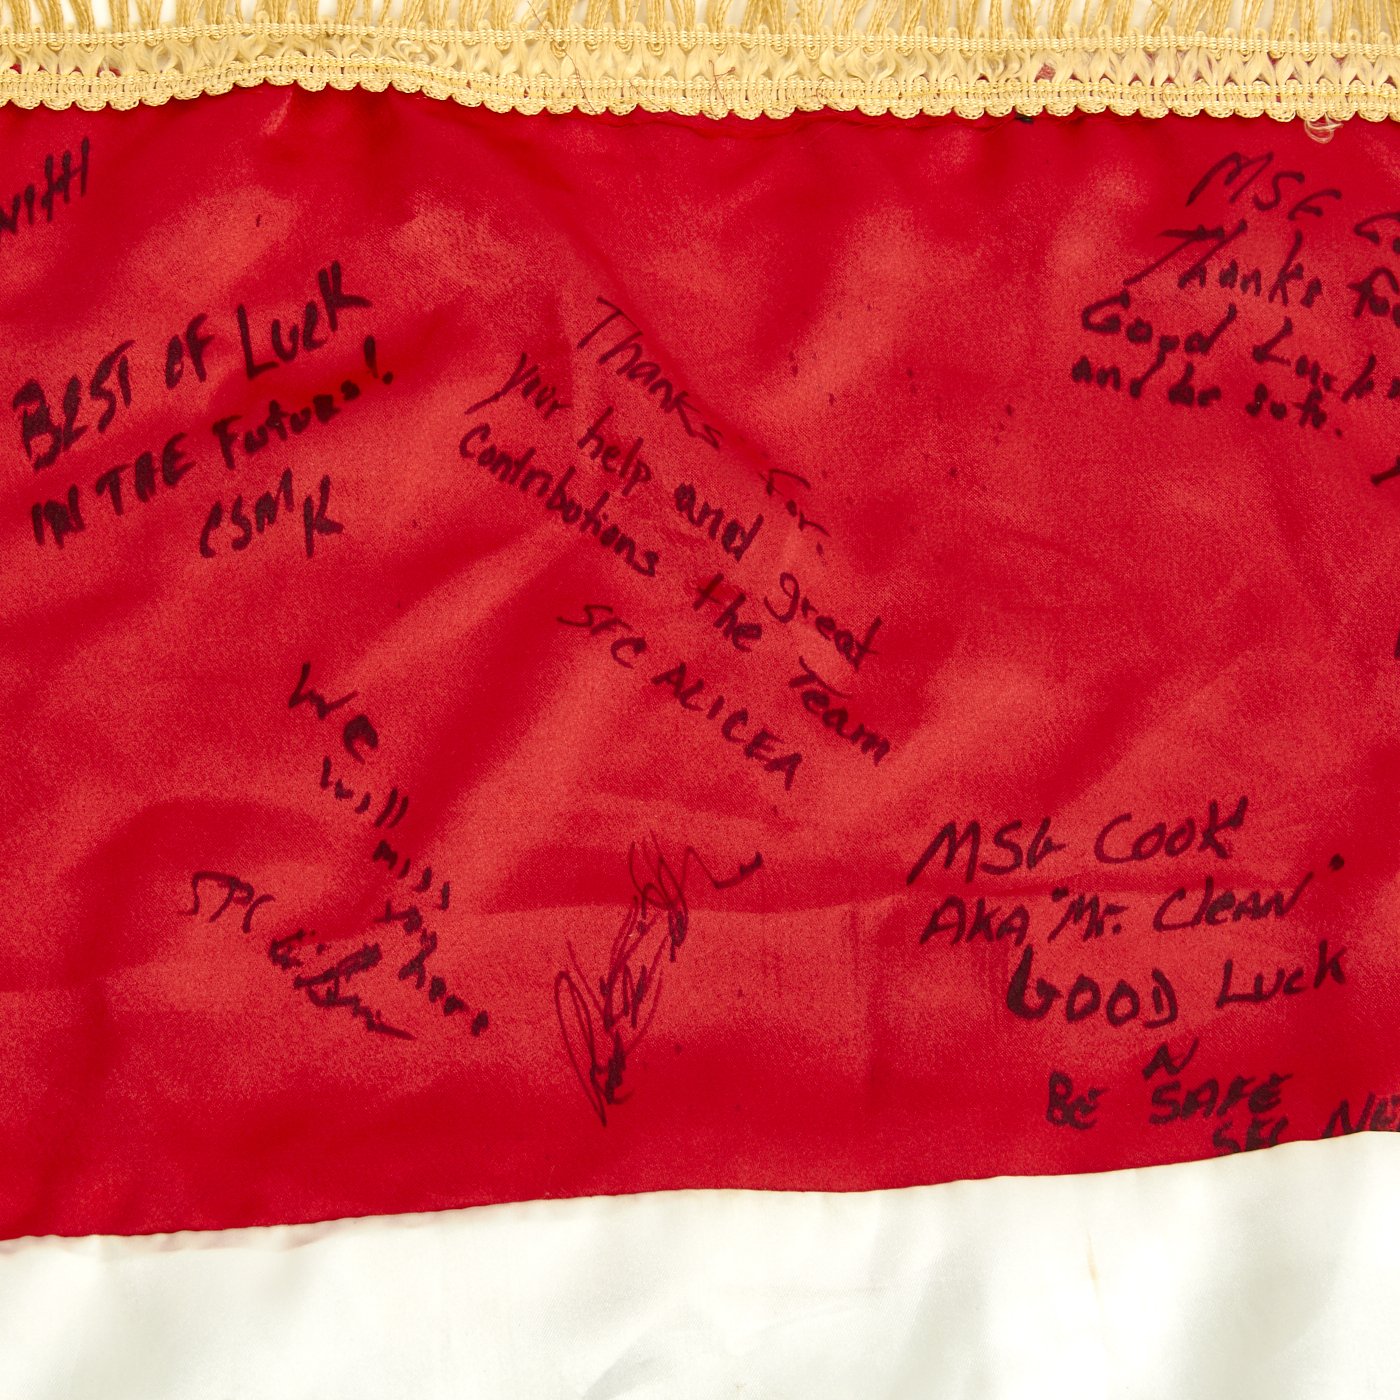 BEST OF LUCK
IN THE Future!
CSM K
Thanks For
your help and great
Contributions the Team
SFC ALICEA
MSG
Thanks
Good Luck
and be safe.
We
will
miss
you here
SPC
MSG COOK
AKA "Mr. CleAN"
GOOD Luck
N
BE SAFE